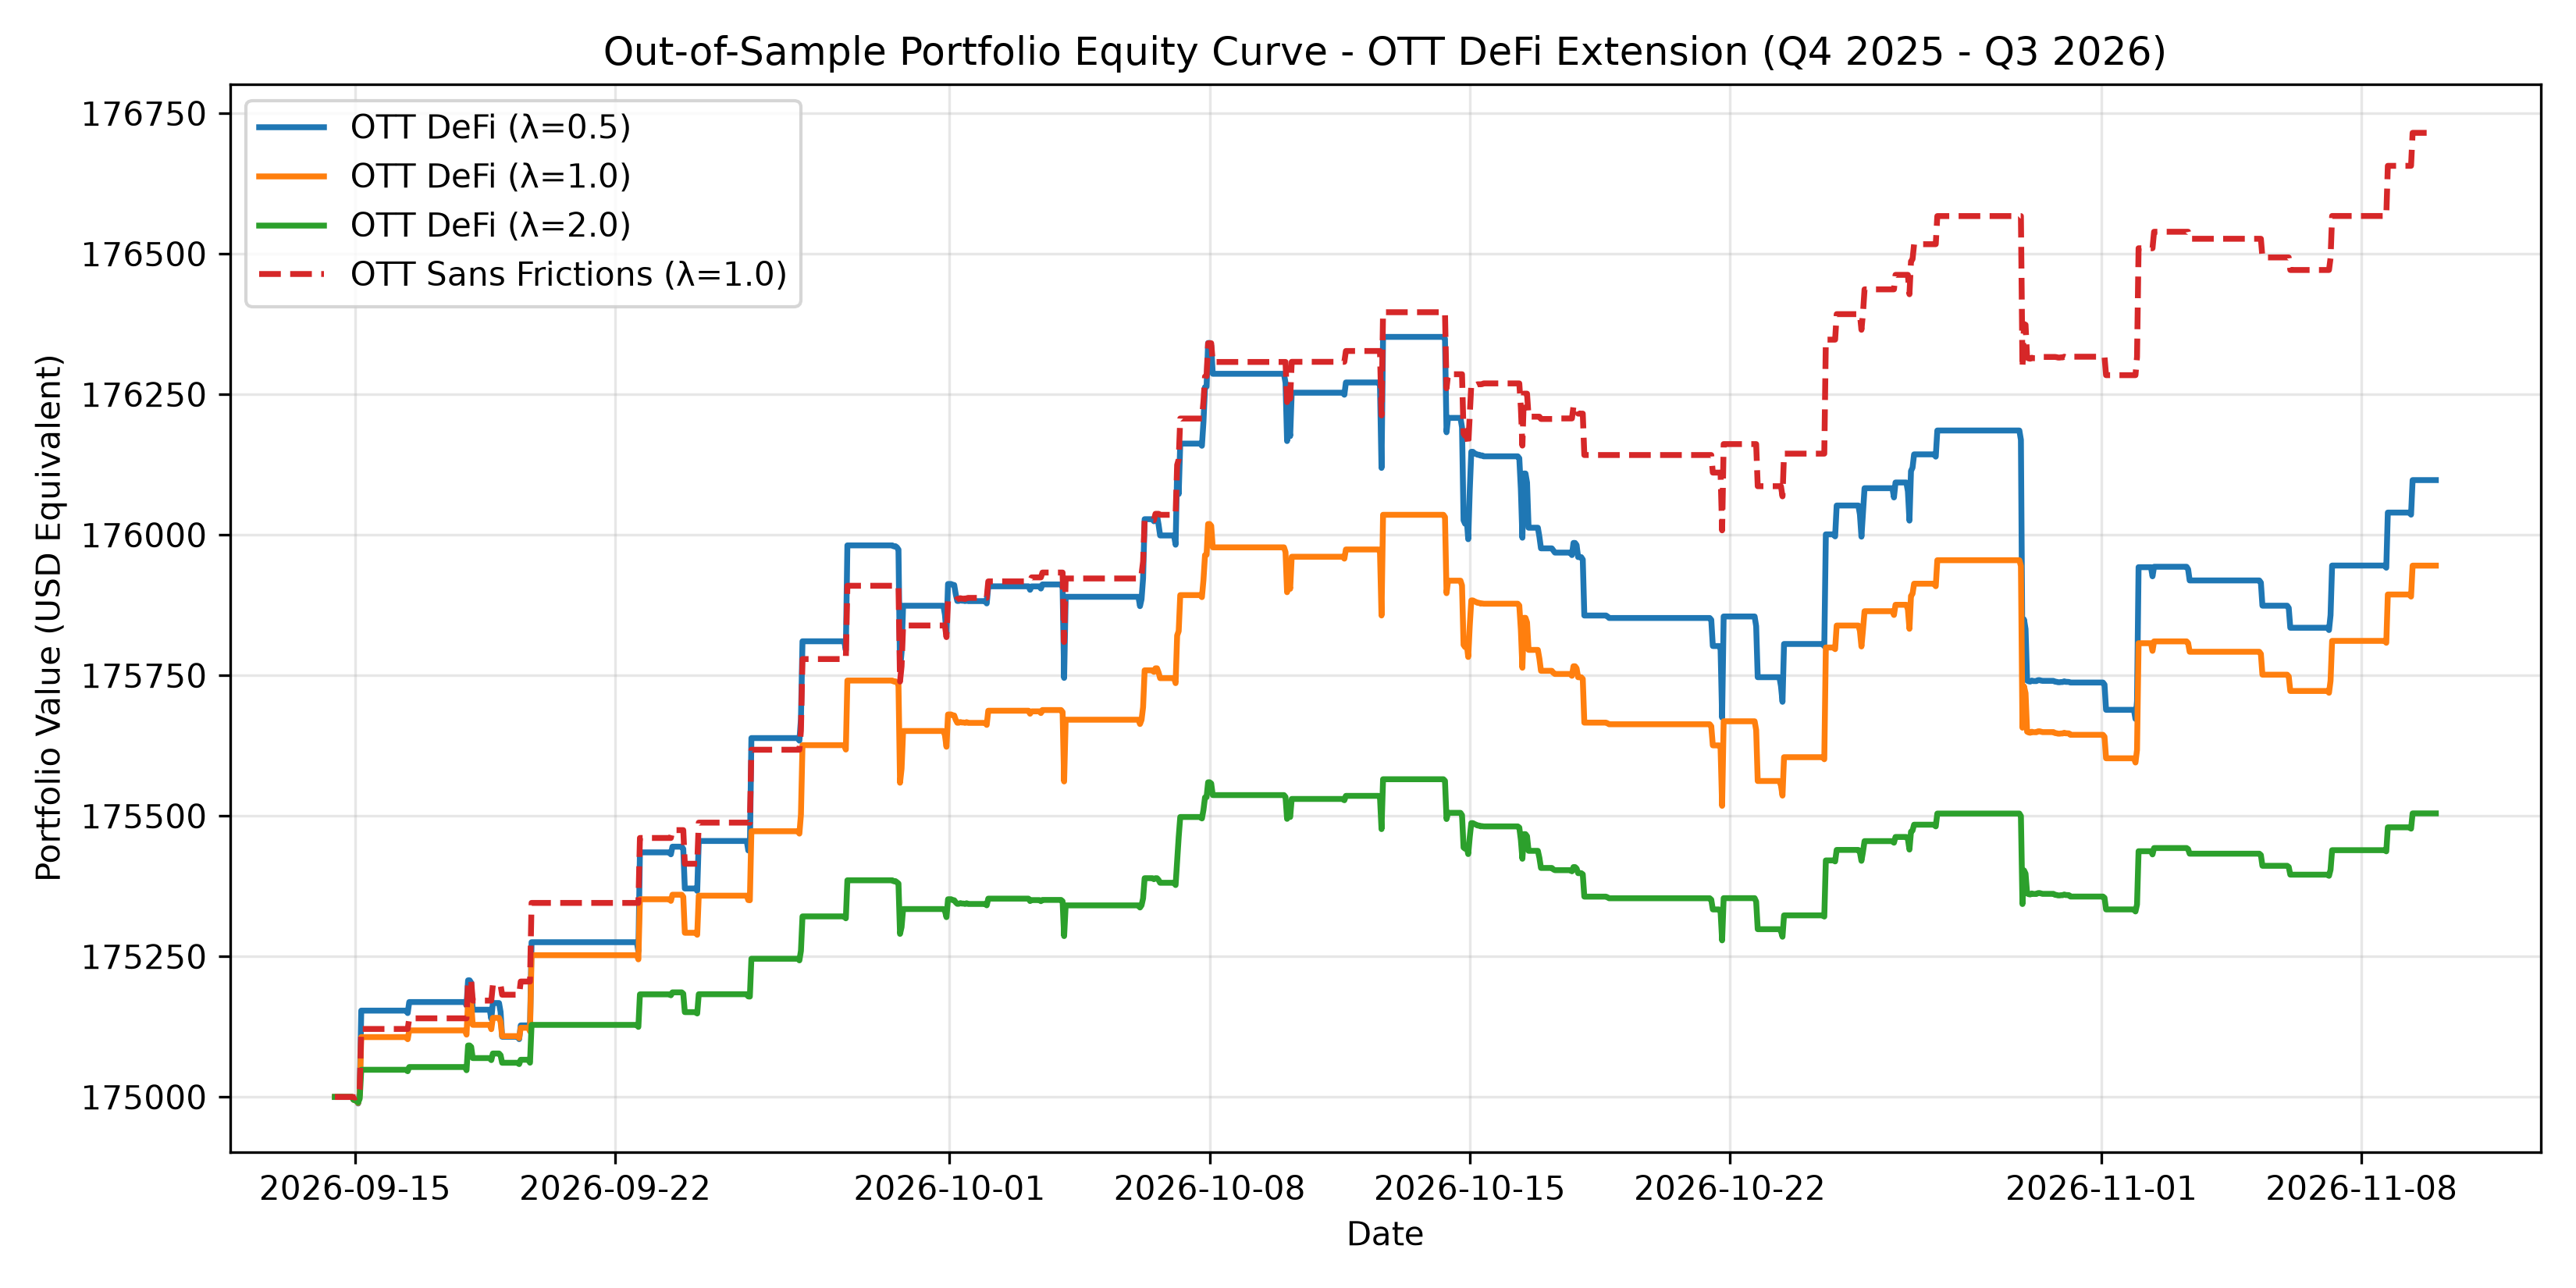 Out-of-Sample Portfolio Equity Curve - OTT DeFi Extension (Q4 2025 - Q3 2026)
OTT DeFi (λ=0.5)
OTT DeFi (λ=1.0)
OTT DeFi (λ=2.0)
OTT Sans Frictions (λ=1.0)
Portfolio Value (USD Equivalent)
176750
176500
176250
176000
175750
175500
175250
175000
2026-09-15
2026-09-22
2026-10-01
2026-10-08
2026-10-15
2026-10-22
2026-11-01
2026-11-08
Date